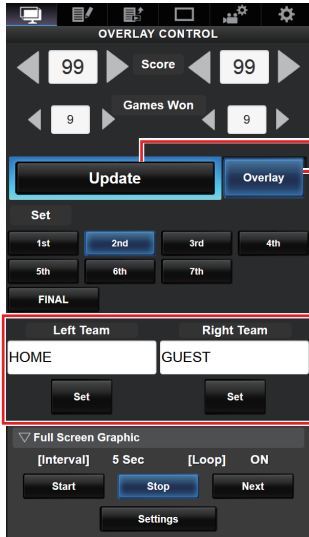 OVERLAY CONTROL
99 Score 99
Games Won
9 9
Update Overlay
Set
1st 2nd 3rd 4th
5th 6th 7th
FINAL
Left Team Right Team
HOME GUEST
Set Set
▽ Full Screen Graphic
[Interval] 5 Sec [Loop] ON
Start Stop Next
Settings